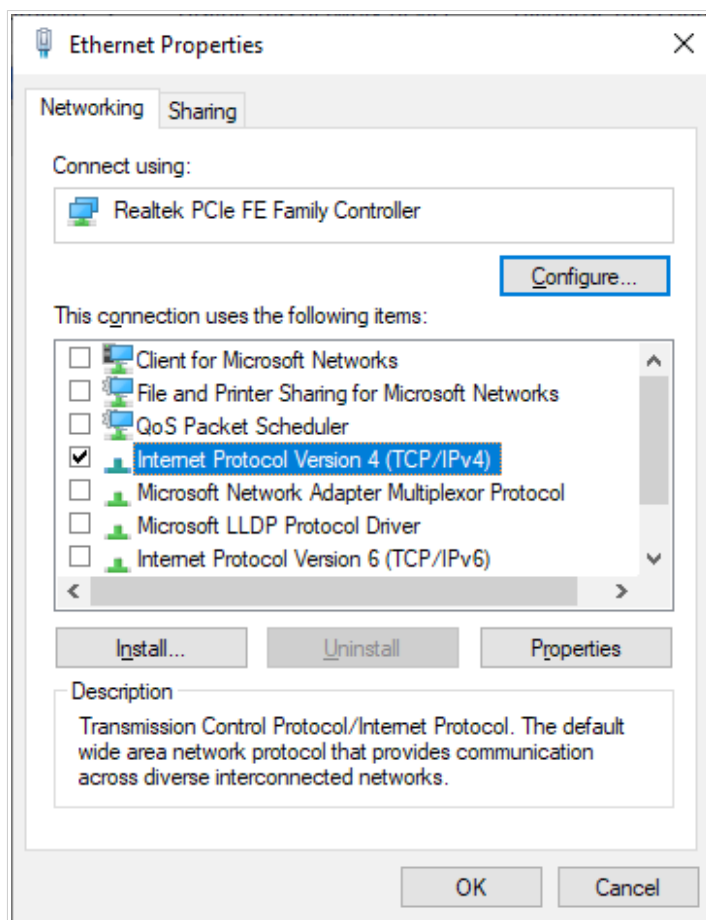 Ethernet Properties
Networking
Sharing
Connect using:
Realtek PCIe FE Family Controller
Configure...
This connection uses the following items:
Client for Microsoft Networks
File and Printer Sharing for Microsoft Networks
QoS Packet Scheduler
Internet Protocol Version 4 (TCP/IPv4)
Microsoft Network Adapter Multiplexor Protocol
Microsoft LLDP Protocol Driver
Internet Protocol Version 6 (TCP/IPv6)
Install...
Uninstall
Properties
Description
Transmission Control Protocol/Internet Protocol. The default
wide area network protocol that provides communication
across diverse interconnected networks.
OK
Cancel